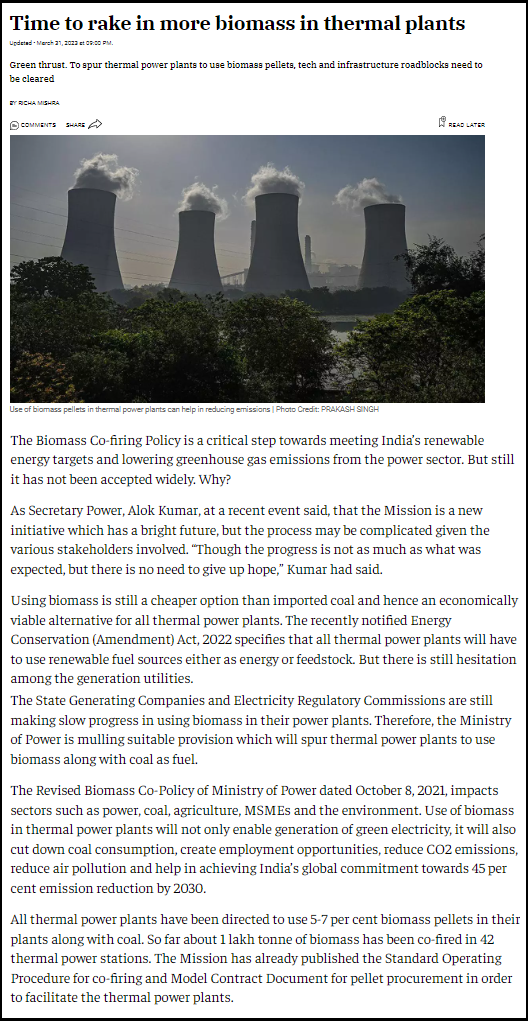 Time to rake in more biomass in thermal plants
Updated - March 31, 2023 at 09:00 PM.
Green thrust. To spur thermal power plants to use biomass pellets, tech and infrastructure roadblocks need to
be cleared
BY RICHA MISHRA
COMMENTS SHARE READ LATER
Use of biomass pellets in thermal power plants can help in reducing emissions | Photo Credit: PRAKASH SINGH
The Biomass Co-firing Policy is a critical step towards meeting India's renewable
energy targets and lowering greenhouse gas emissions from the power sector. But still
it has not been accepted widely. Why?
As Secretary Power, Alok Kumar, at a recent event said, that the Mission is a new
initiative which has a bright future, but the process may be complicated given the
various stakeholders involved. “Though the progress is not as much as what was
expected, but there is no need to give up hope,” Kumar had said.
Using biomass is still a cheaper option than imported coal and hence an economically
viable alternative for all thermal power plants. The recently notified Energy
Conservation (Amendment) Act, 2022 specifies that all thermal power plants will have
to use renewable fuel sources either as energy or feedstock. But there is still hesitation
among the generation utilities.
The State Generating Companies and Electricity Regulatory Commissions are still
making slow progress in using biomass in their power plants. Therefore, the Ministry
of Power is mulling suitable provision which will spur thermal power plants to use
biomass along with coal as fuel.
The Revised Biomass Co-Policy of Ministry of Power dated October 8, 2021, impacts
sectors such as power, coal, agriculture, MSMEs and the environment. Use of biomass
in thermal power plants will not only enable generation of green electricity, it will also
cut down coal consumption, create employment opportunities, reduce CO2 emissions,
reduce air pollution and help in achieving India's global commitment towards 45 per
cent emission reduction by 2030.
All thermal power plants have been directed to use 5-7 per cent biomass pellets in their
plants along with coal. So far about 1 lakh tonne of biomass has been co-fired in 42
thermal power stations. The Mission has already published the Standard Operating
Procedure for co-firing and Model Contract Document for pellet procurement in order
to facilitate the thermal power plants.